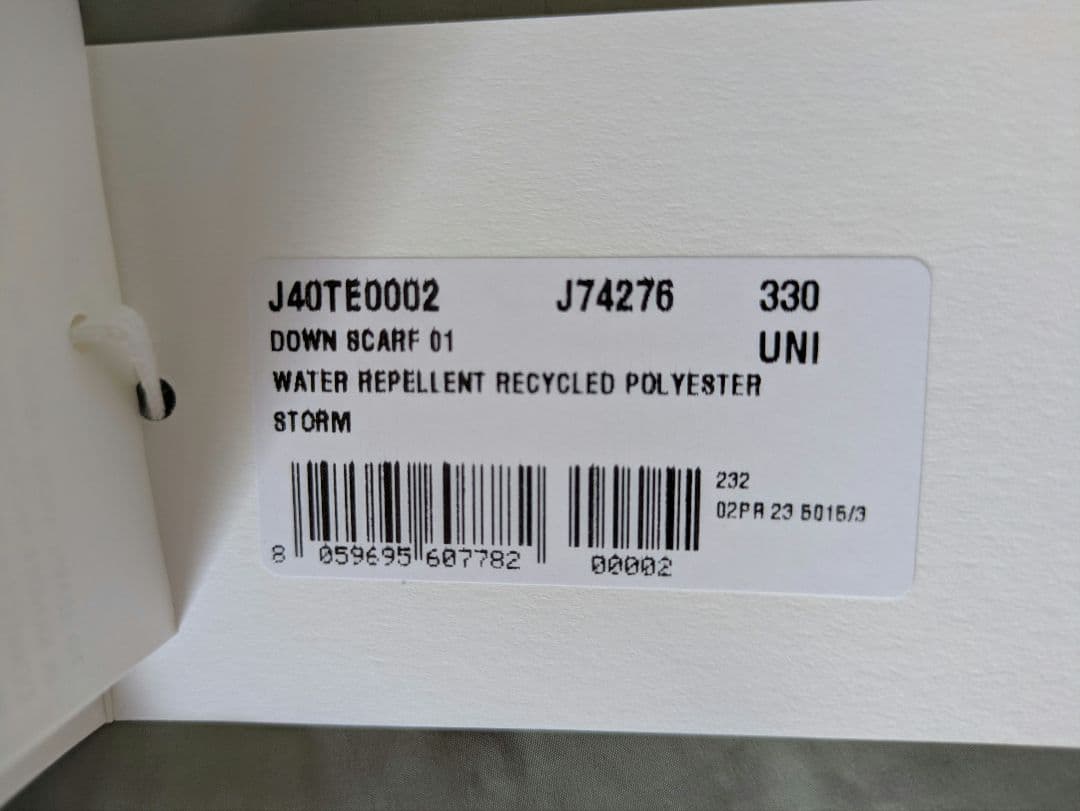 J40TE0002 J74276 330
DOWN SCARF 01 UNI
WATER REPELLENT RECYCLED POLYESTER
STORM
232
02PR 23 5015/3
8 059695 607782 00002